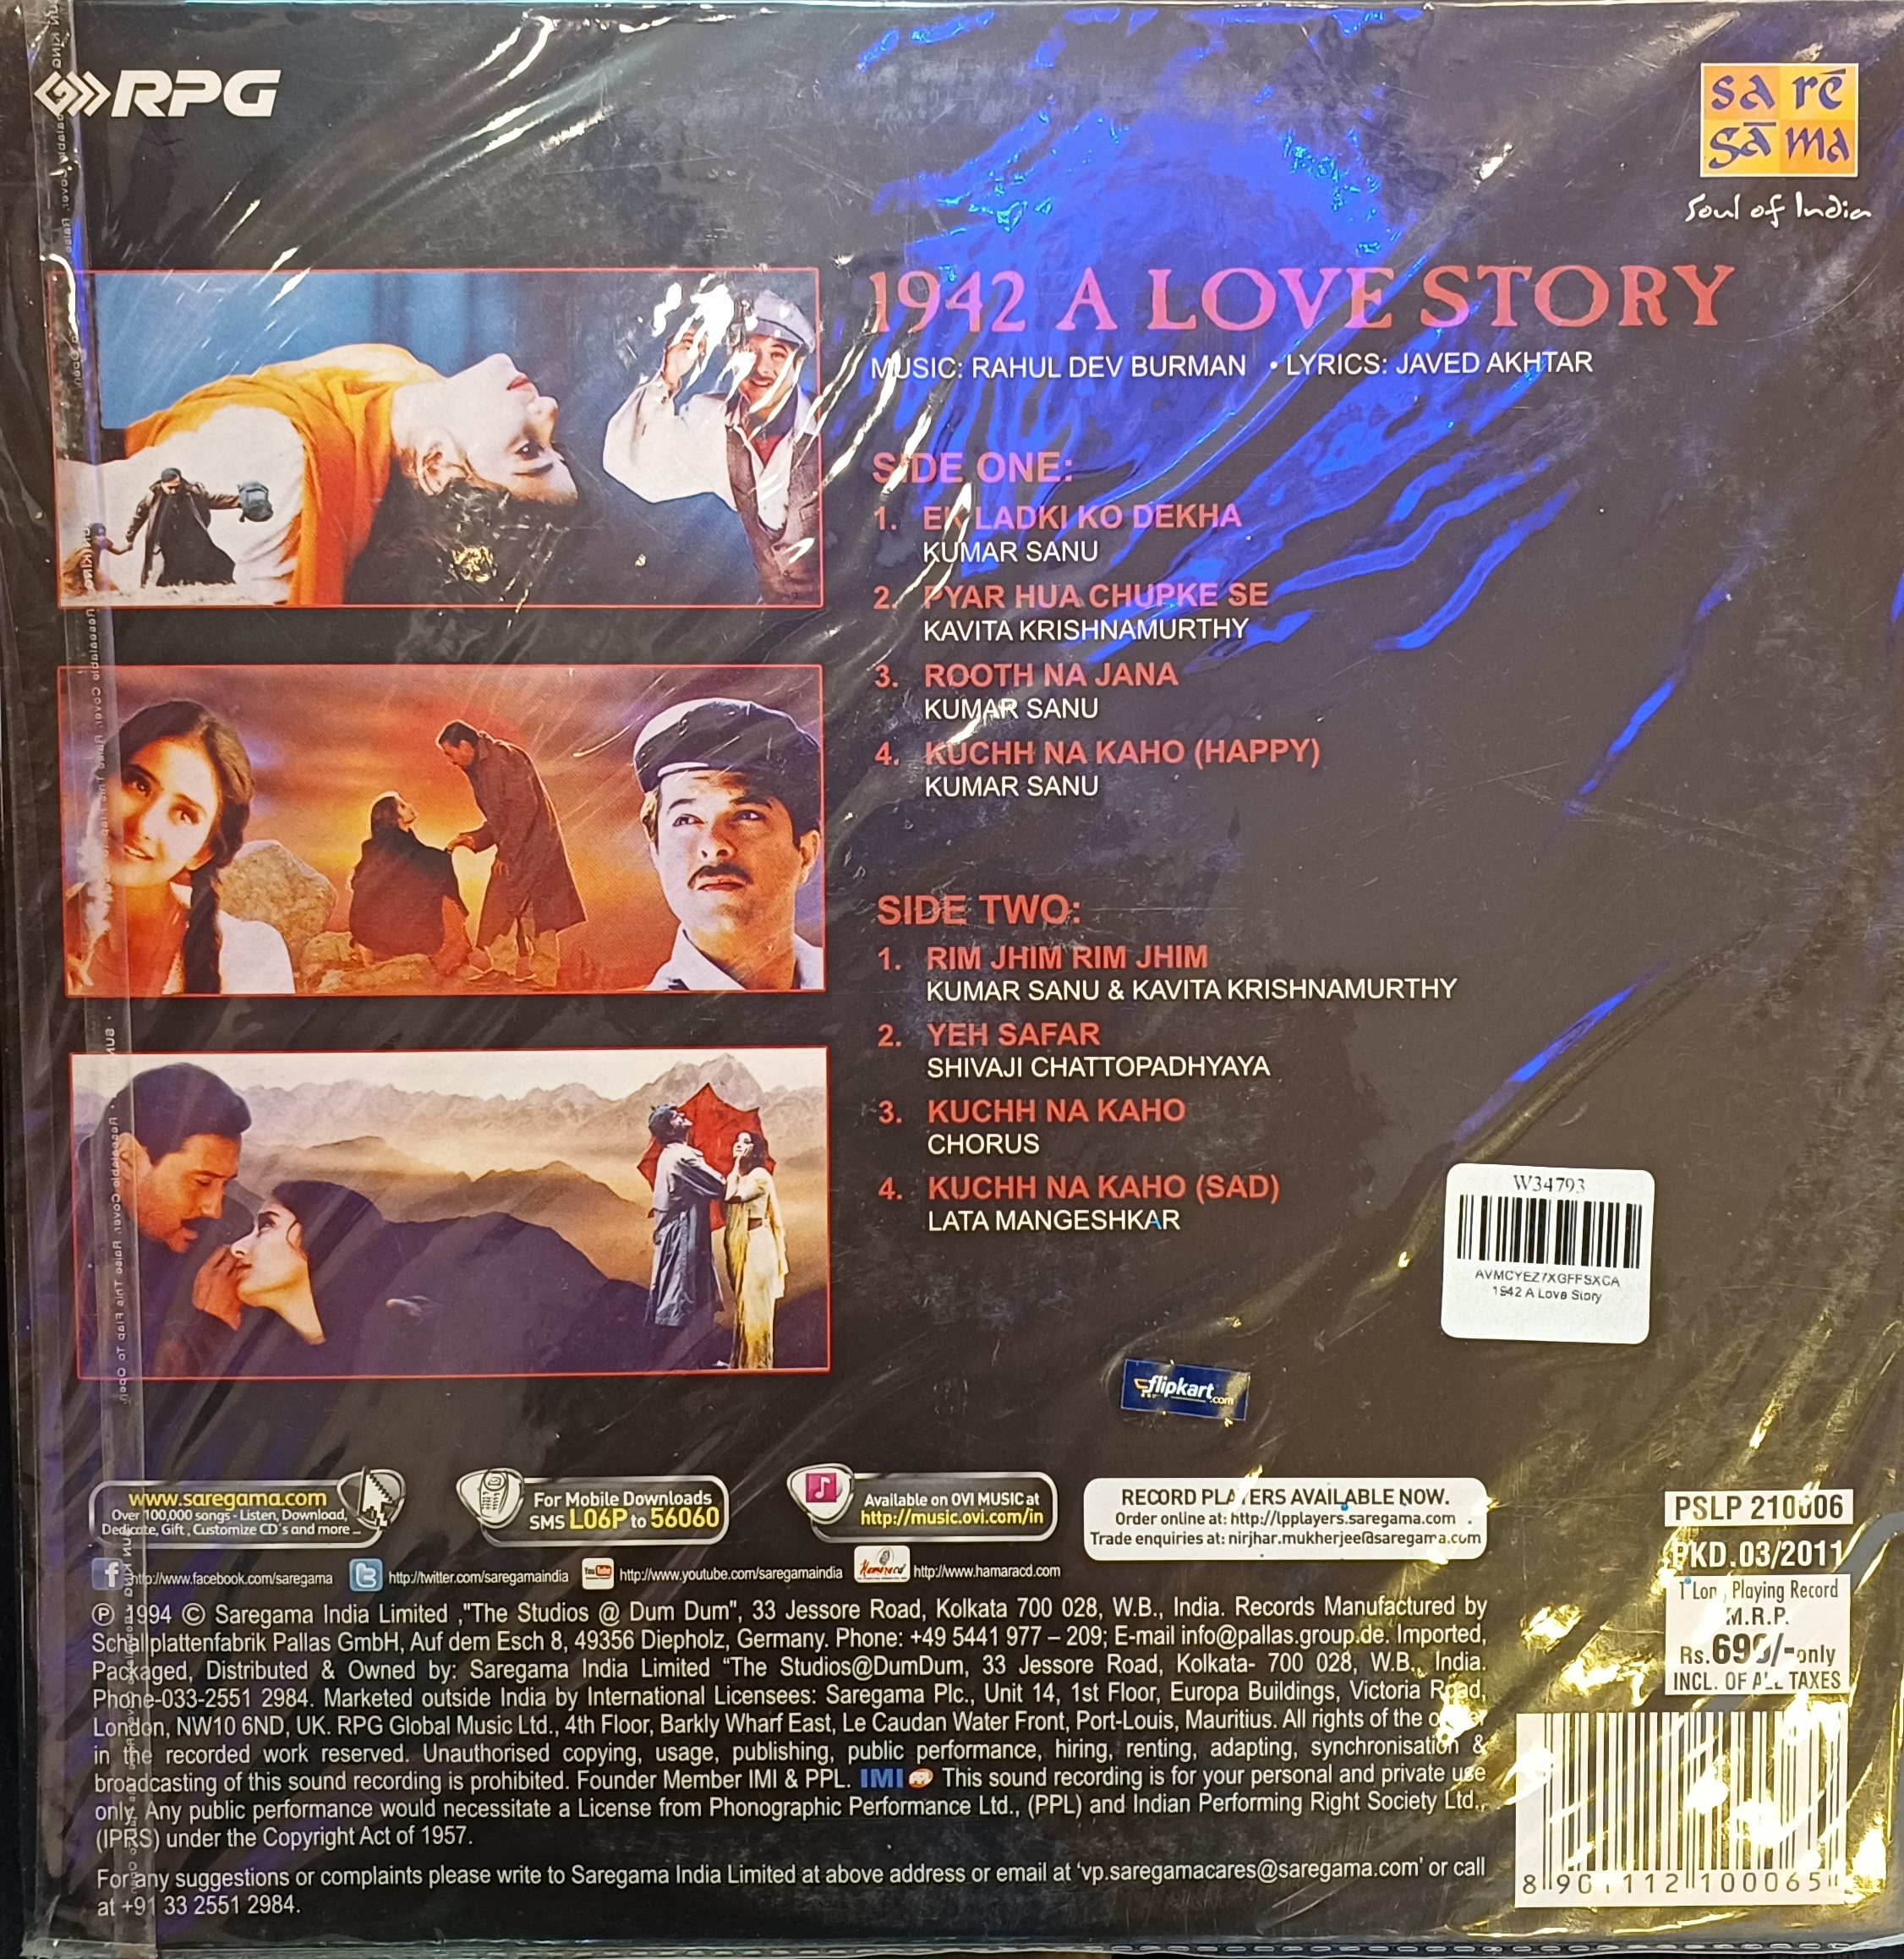 RPG
sa rē
sā ma
Soul of India
1942 A LOVE STORY
MUSIC: RAHUL DEV BURMAN • LYRICS: JAVED AKHTAR
SIDE ONE:
1. EK LADKI KO DEKHA
KUMAR SANU
2. PYAR HUA CHUPKE SE
KAVITA KRISHNAMURTHY
3. ROOTH NA JANA
KUMAR SANU
4. KUCHH NA KAHO (HAPPY)
KUMAR SANU
SIDE TWO:
1. RIM JHIM RIM JHIM
KUMAR SANU & KAVITA KRISHNAMURTHY
2. YEH SAFAR
SHIVAJI CHATTOPADHYAYA
3. KUCHH NA KAHO
CHORUS
4. KUCHH NA KAHO (SAD)
LATA MANGESHKAR
W34793
AVMCYEZ7XGFFSXCA
1942 A Love Story
flipkart.com
www.saregama.com
Over 100,000 songs - Listen, Download,
Dedicate, Gift , Customize CD's and more ...
For Mobile Downloads
SMS L06P to 56060
Available on OVI MUSIC at
http://music.ovi.com/in
RECORD PLAYERS AVAILABLE NOW.
Order online at: http://lpplayers.saregama.com .
Trade enquiries at: nirjhar.mukherjee@saregama.com
http://www.facebook.com/saregama
http://twitter.com/saregamaindia
http://www.youtube.com/saregamaindia
Hamaracd
http://www.hamaracd.com
PSLP 210006
PKD.03/2011
1 Long Playing Record
M.R.P.
Rs.699/-only
INCL. OF ALL TAXES
℗ 1994 © Saregama India Limited ,"The Studios @ Dum Dum", 33 Jessore Road, Kolkata 700 028, W.B., India. Records Manufactured by
Schallplattenfabrik Pallas GmbH, Auf dem Esch 8, 49356 Diepholz, Germany. Phone: +49 5441 977 – 209; E-mail info@pallas.group.de. Imported,
Packaged, Distributed & Owned by: Saregama India Limited “The Studios@DumDum, 33 Jessore Road, Kolkata- 700 028, W.B., India.
Phone-033-2551 2984. Marketed outside India by International Licensees: Saregama Plc., Unit 14, 1st Floor, Europa Buildings, Victoria Road,
London, NW10 6ND, UK. RPG Global Music Ltd., 4th Floor, Barkly Wharf East, Le Caudan Water Front, Port-Louis, Mauritius. All rights of the owner
in the recorded work reserved. Unauthorised copying, usage, publishing, public performance, hiring, renting, adapting, synchronisation &
broadcasting of this sound recording is prohibited. Founder Member IMI & PPL. IMI This sound recording is for your personal and private use
only. Any public performance would necessitate a License from Phonographic Performance Ltd., (PPL) and Indian Performing Right Society Ltd.,
(IPRS) under the Copyright Act of 1957.
For any suggestions or complaints please write to Saregama India Limited at above address or email at ‘vp.saregamacares@saregama.com’ or call
at +91 33 2551 2984.
8 901112 100065